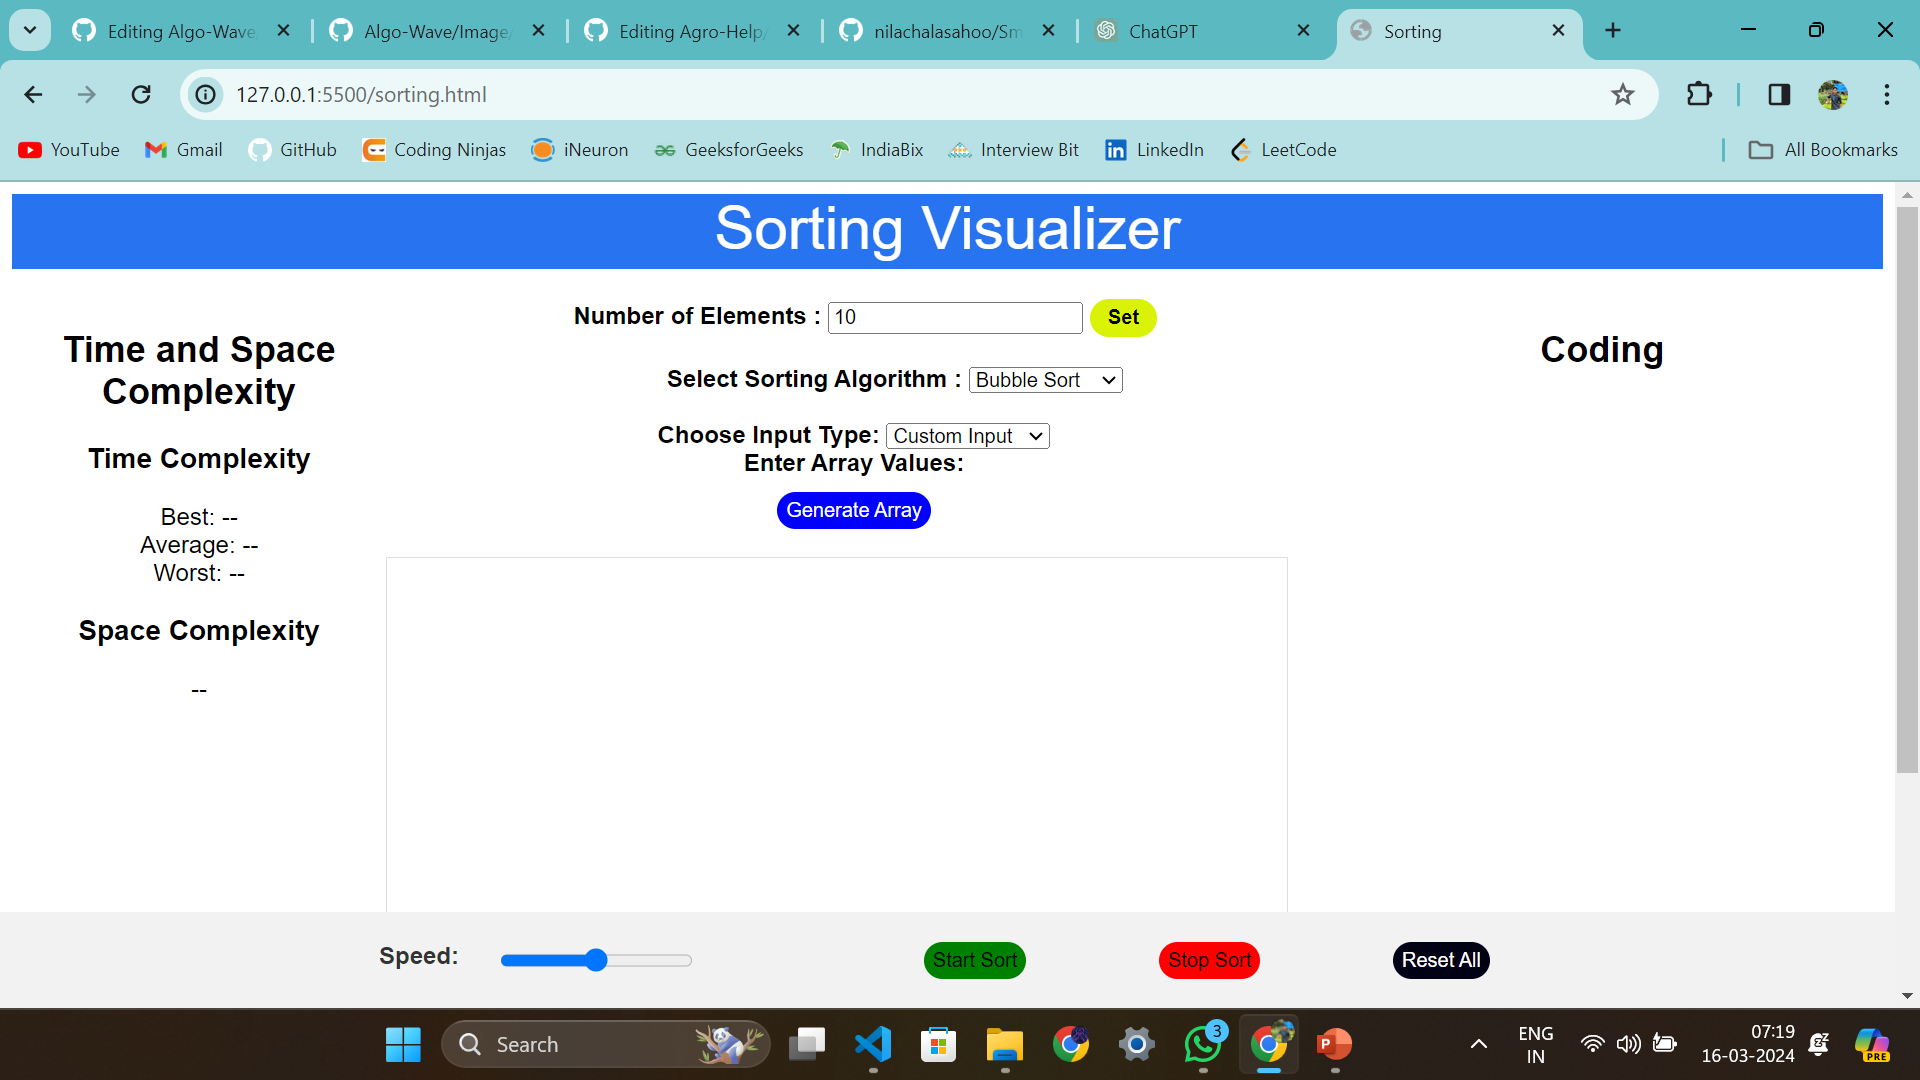 Editing Algo-Wave
Algo-Wave/Image/
Editing Agro-Help/
nilachalasahoo/Sm
ChatGPT
Sorting
127.0.0.1:5500/sorting.html
YouTube
Gmail
GitHub
Coding Ninjas
iNeuron
GeeksforGeeks
IndiaBix
Interview Bit
LinkedIn
LeetCode
All Bookmarks
Sorting Visualizer
Number of Elements : 10 Set
Time and Space
Complexity
Coding
Select Sorting Algorithm : Bubble Sort
Choose Input Type: Custom Input
Enter Array Values:
Time Complexity
Generate Array
Best: --
Average: --
Worst: --
Space Complexity
--
Speed:
Start Sort
Stop Sort
Reset All
Search
3
P
ENG
IN
07:19
16-03-2024
PRE